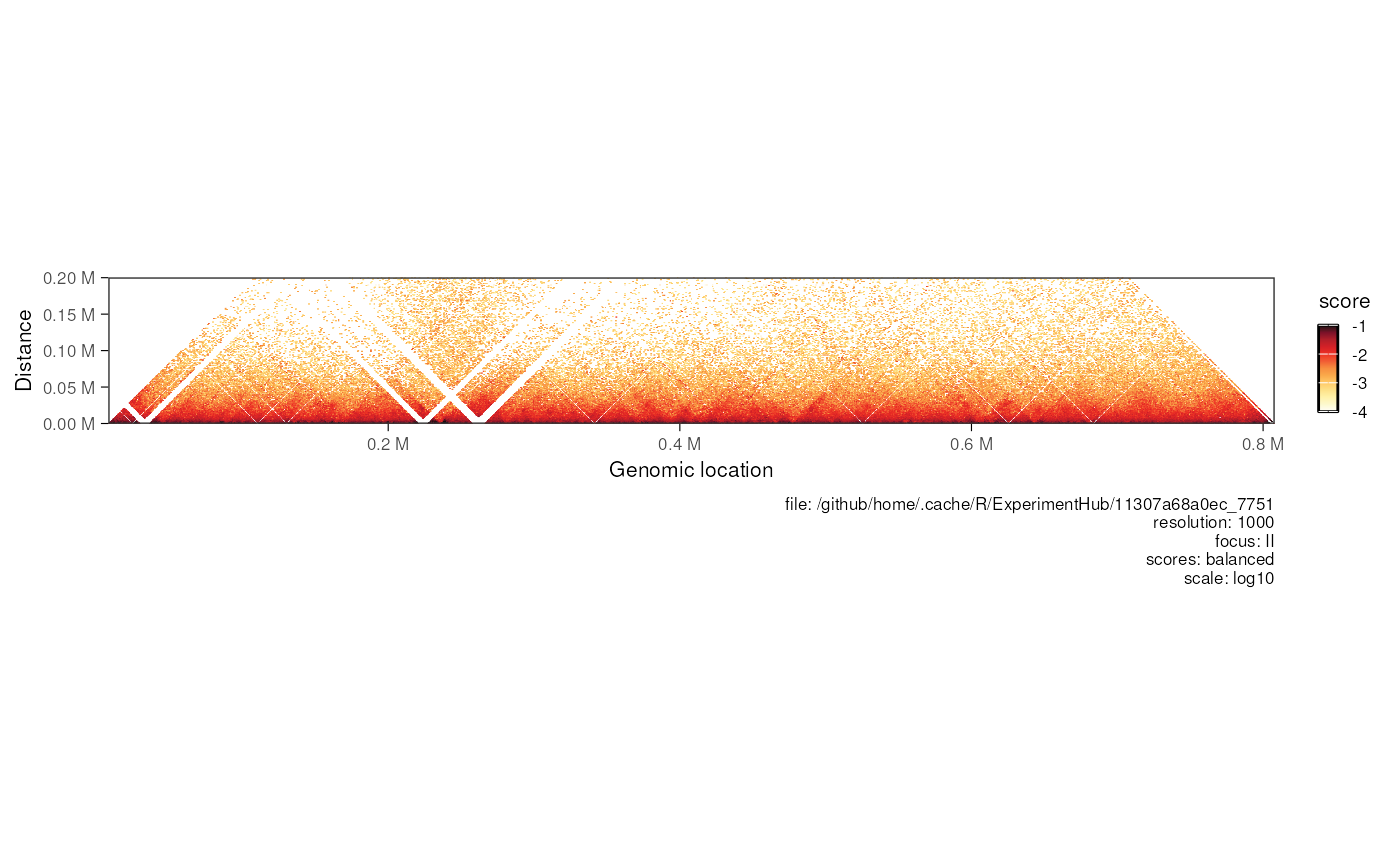 0.20 M
0.15 M
0.10 M
0.05 M
0.00 M
Distance
0.2 M
0.4 M
0.6 M
0.8 M
Genomic location
score
-1
-2
-3
-4
file: /github/home/.cache/R/ExperimentHub/11307a68a0ec_7751
resolution: 1000
focus: II
scores: balanced
scale: log10